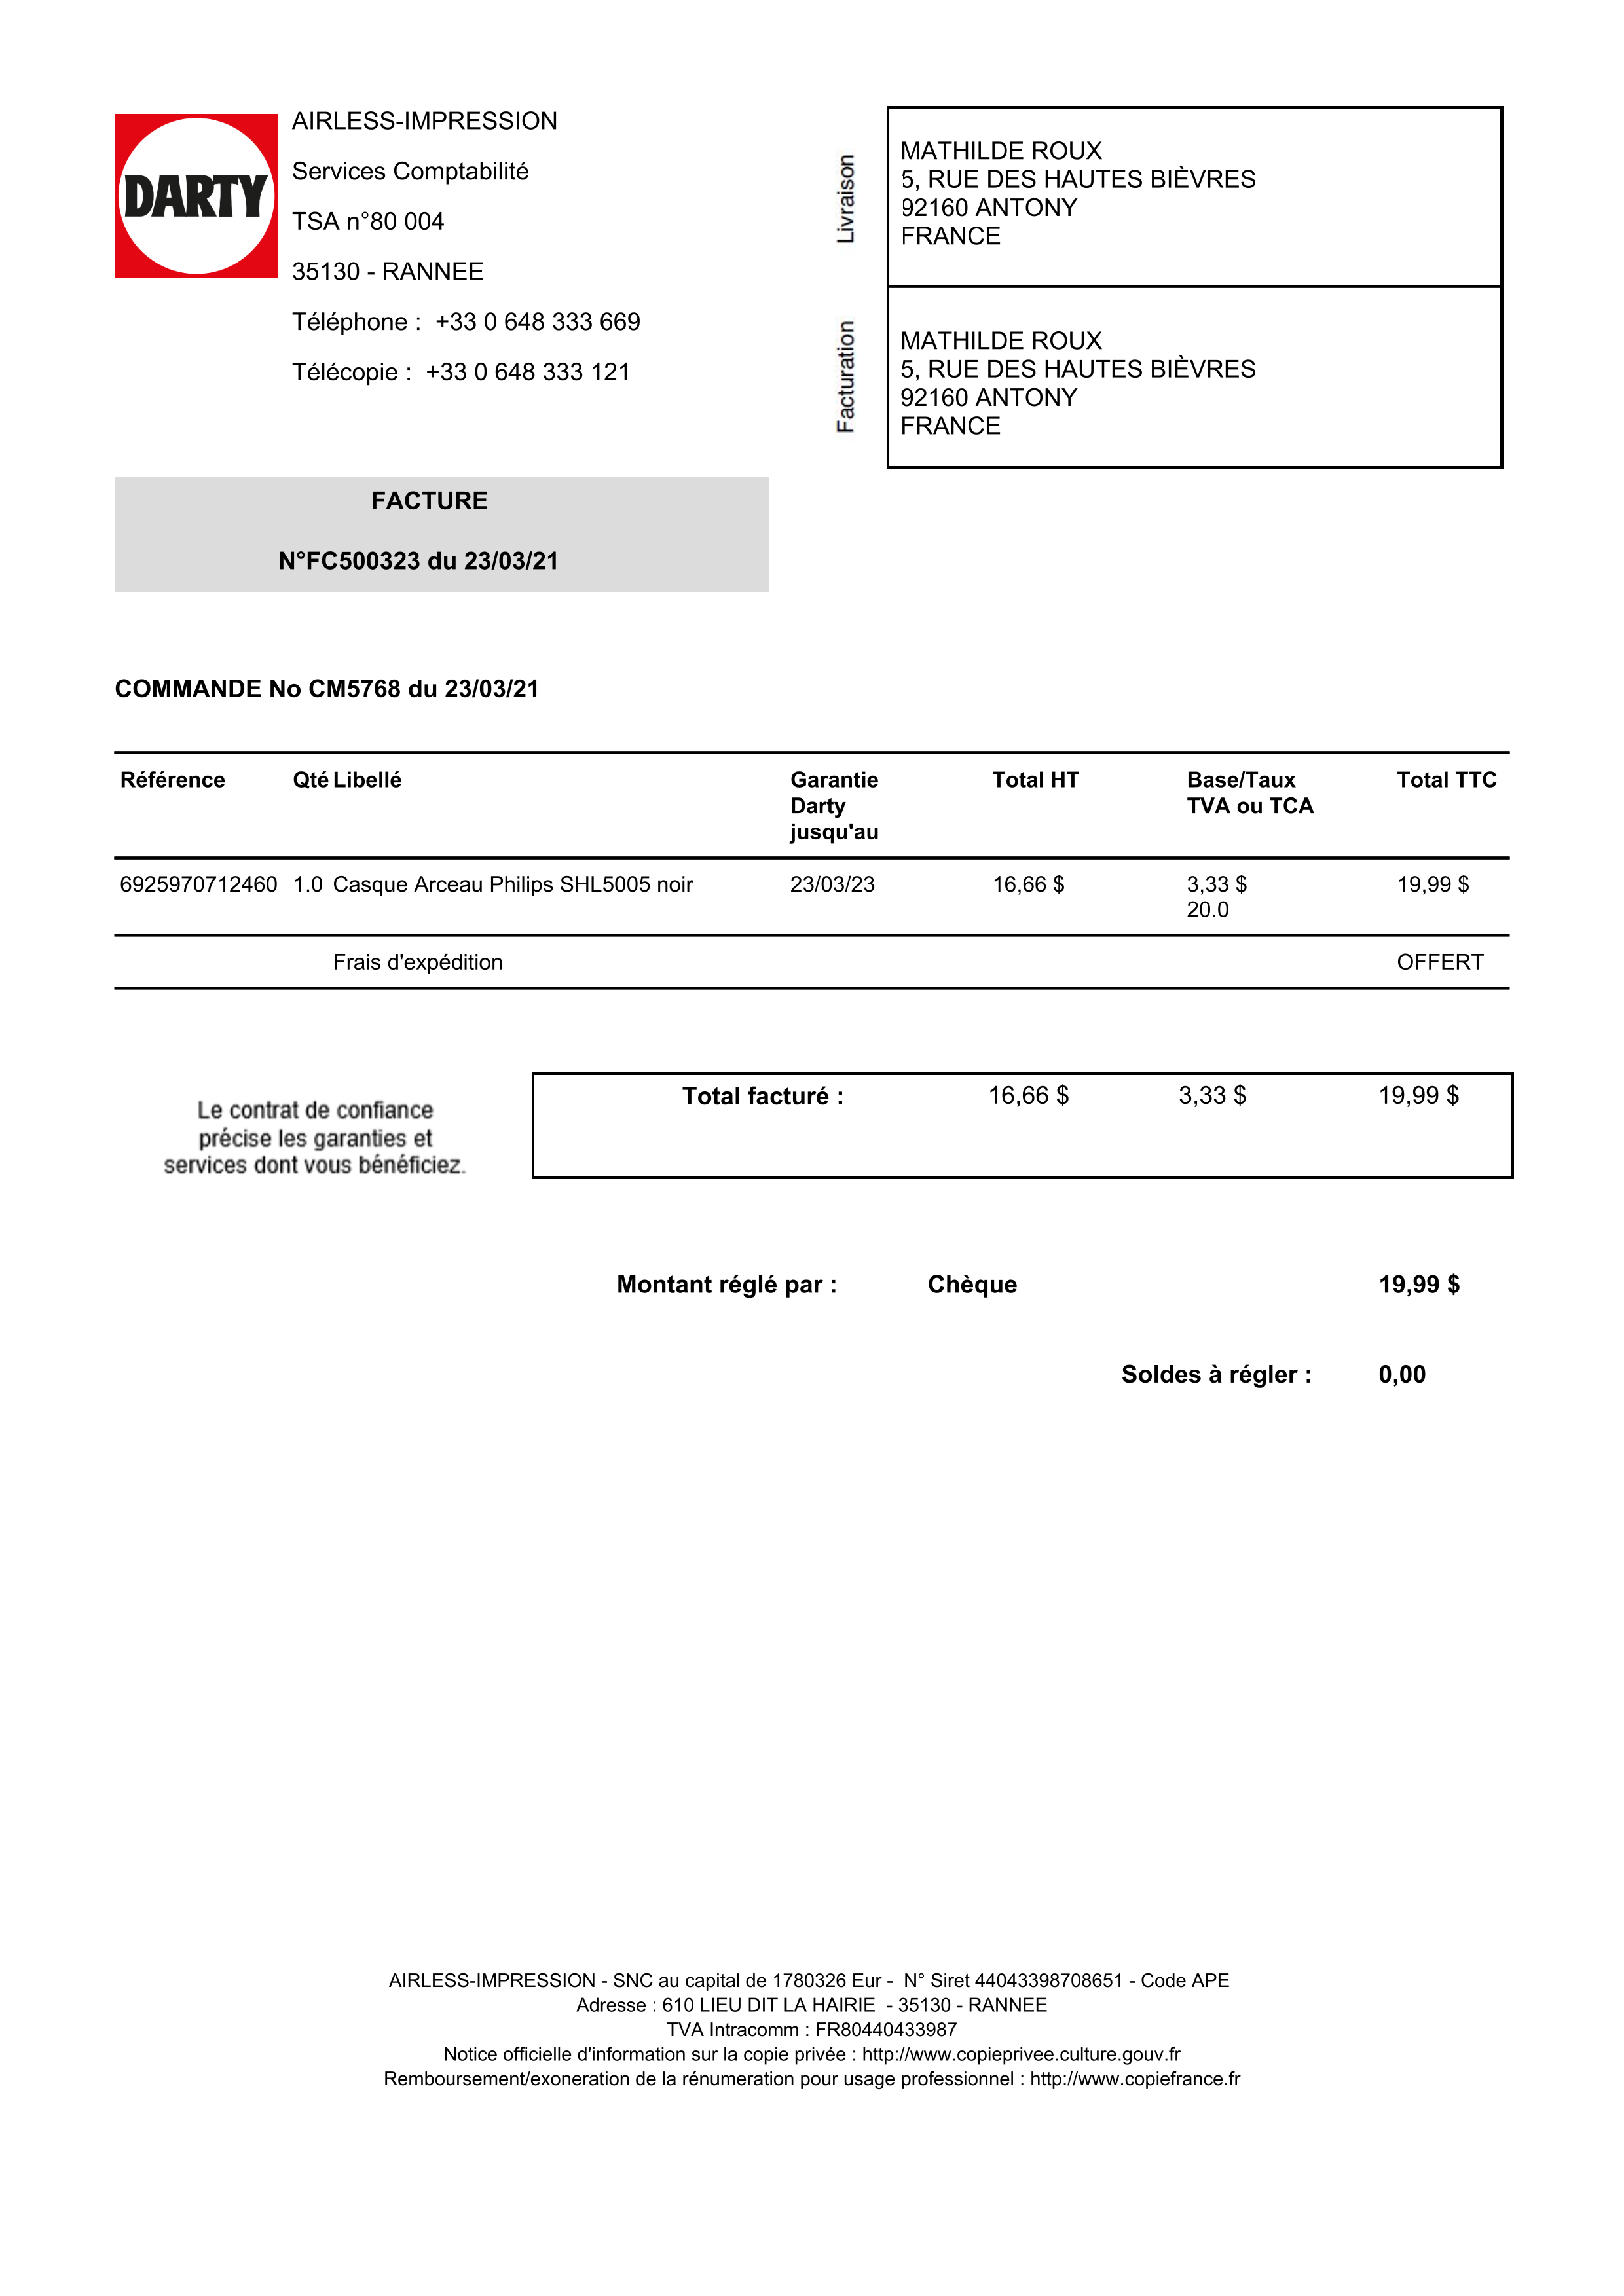 DARTY
AIRLESS-IMPRESSION
Services Comptabilité
TSA n°80 004
35130 - RANNEE
Téléphone :  +33 0 648 333 669
Télécopie :  +33 0 648 333 121
Livraison
MATHILDE ROUX
5, RUE DES HAUTES BIÈVRES
92160 ANTONY
FRANCE
Facturation
MATHILDE ROUX
5, RUE DES HAUTES BIÈVRES
92160 ANTONY
FRANCE
FACTURE
N°FC500323 du 23/03/21
COMMANDE No CM5768 du 23/03/21
Référence Qté Libellé Garantie Total HT Base/Taux Total TTC
Darty TVA ou TCA
jusqu'au
6925970712460 1.0 Casque Arceau Philips SHL5005 noir 23/03/23 16,66 $ 3,33 $ 19,99 $
20.0
Frais d'expédition OFFERT
Le contrat de confiance
précise les garanties et
services dont vous bénéficiez.
Total facturé : 16,66 $ 3,33 $ 19,99 $
Montant réglé par : Chèque 19,99 $
Soldes à régler : 0,00
AIRLESS-IMPRESSION - SNC au capital de 1780326 Eur -  N° Siret 44043398708651 - Code APE
Adresse : 610 LIEU DIT LA HAIRIE  - 35130 - RANNEE
TVA Intracomm : FR80440433987
Notice officielle d'information sur la copie privée : http://www.copieprivee.culture.gouv.fr
Remboursement/exoneration de la rénumeration pour usage professionnel : http://www.copiefrance.fr